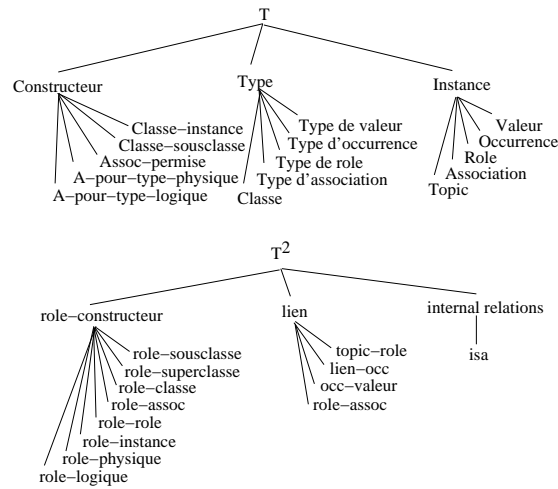 T
Constructeur
Type
Instance
Classe−instance
Classe−sousclasse
Assoc−permise
A−pour−type−physique
A−pour−type−logique
Type de valeur
Type d'occurrence
Type de role
Type d'association
Classe
Valeur
Occurrence
Role
Association
Topic
T²
role−constructeur
lien
internal relations
role−sousclasse
role−superclasse
role−classe
role−assoc
role−role
role−instance
role−physique
role−logique
topic−role
lien−occ
occ−valeur
role−assoc
isa